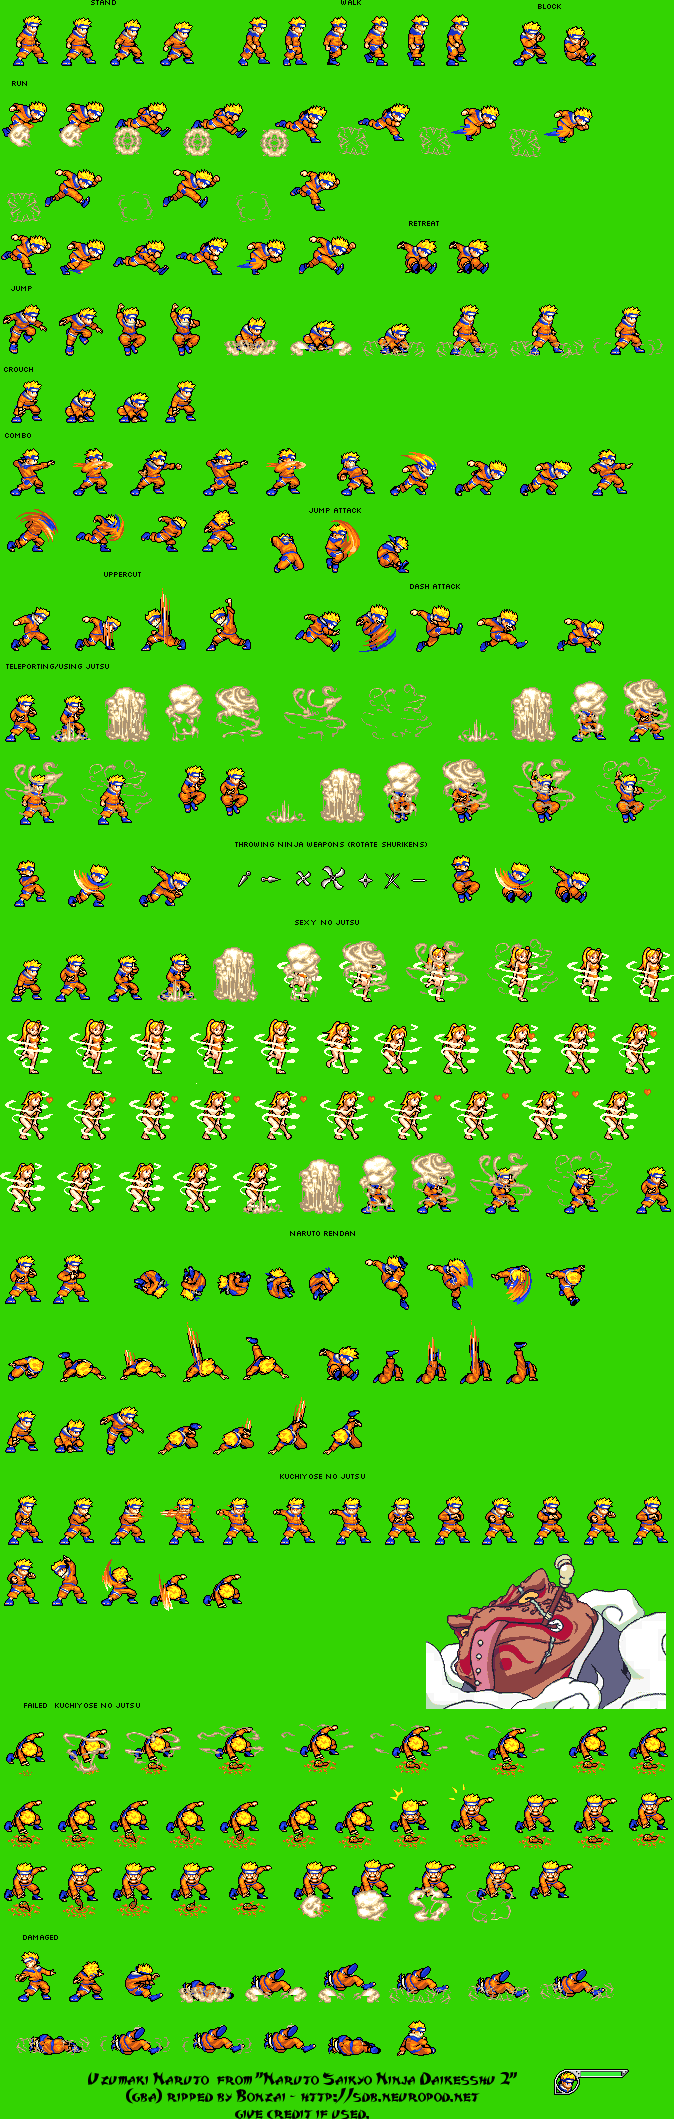 STAND
WALK
BLOCK
RUN
RETREAT
JUMP
CROUCH
COMBO
JUMP ATTACK
UPPERCUT
DASH ATTACK
TELEPORTING/USING JUTSU
THROWING NINJA WEAPONS (ROTATE SHURIKENS)
SEXY NO JUTSU
NARUTO RENDAN
KUCHIYOSE NO JUTSU
FAILED KUCHIYOSE NO JUTSU
DAMAGED
UZUMAKI NARUTO FROM "NARUTO SAIKYO NINJA DAIKESSHU 2"
(GBA) RIPPED BY BONZAI - HTTP://SDB.NEUROPOD.NET
GIVE CREDIT IF USED.